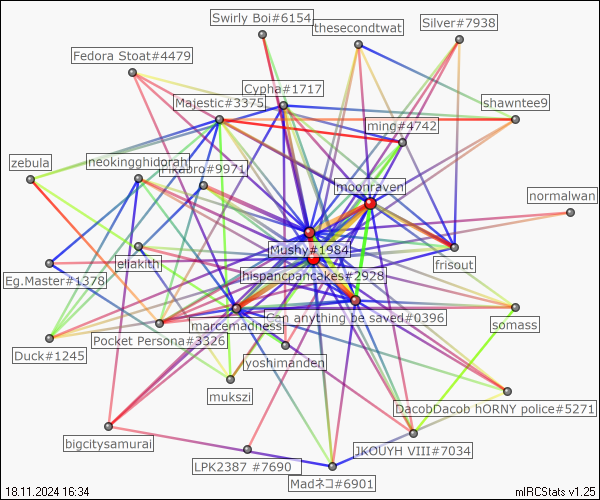 Swirly Boi#6154
thesecondtwat
Silver#7938
Fedora Stoat#4479
Cypha#1717
Majestic#3375
shawntee9
ming#4742
zebula
neokingghidorah
Pikabro#9971
moonraven
normalwan
Mushy#1984
eliakith
frisout
Eg.Master#1378
hispancpancakes#2928
Can anything be saved#0396
somass
marcemadness
Pocket Persona#3326
Duck#1245
yoshimanden
mukszi
DacobDacob hORNY police#5271
bigcitysamurai
JKOUYH VIII#7034
LPK2387 #7690
Madネコ#6901
18.11.2024 16:34
mIRCStats v1.25